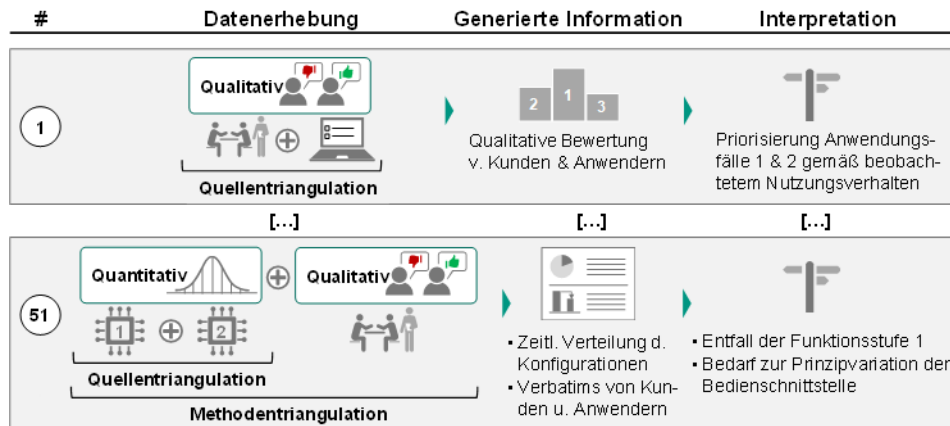 # Datenerhebung Generierte Information Interpretation
1
Qualitativ
Quellentriangulation
2 1 3
Qualitative Bewertung
v. Kunden & Anwendern
Priorisierung Anwendungs-
fälle 1 & 2 gemäß beobach-
tetem Nutzungsverhalten
[...] [...] [...]
51
Quantitativ
Qualitativ
1 2
Quellentriangulation
Methodentriangulation
▪ Zeitl. Verteilung d.
Konfigurationen
▪ Verbatims von Kun-
den u. Anwendern
▪ Entfall der Funktionsstufe 1
▪ Bedarf zur Prinzipvariation der
Bedienschnittstelle